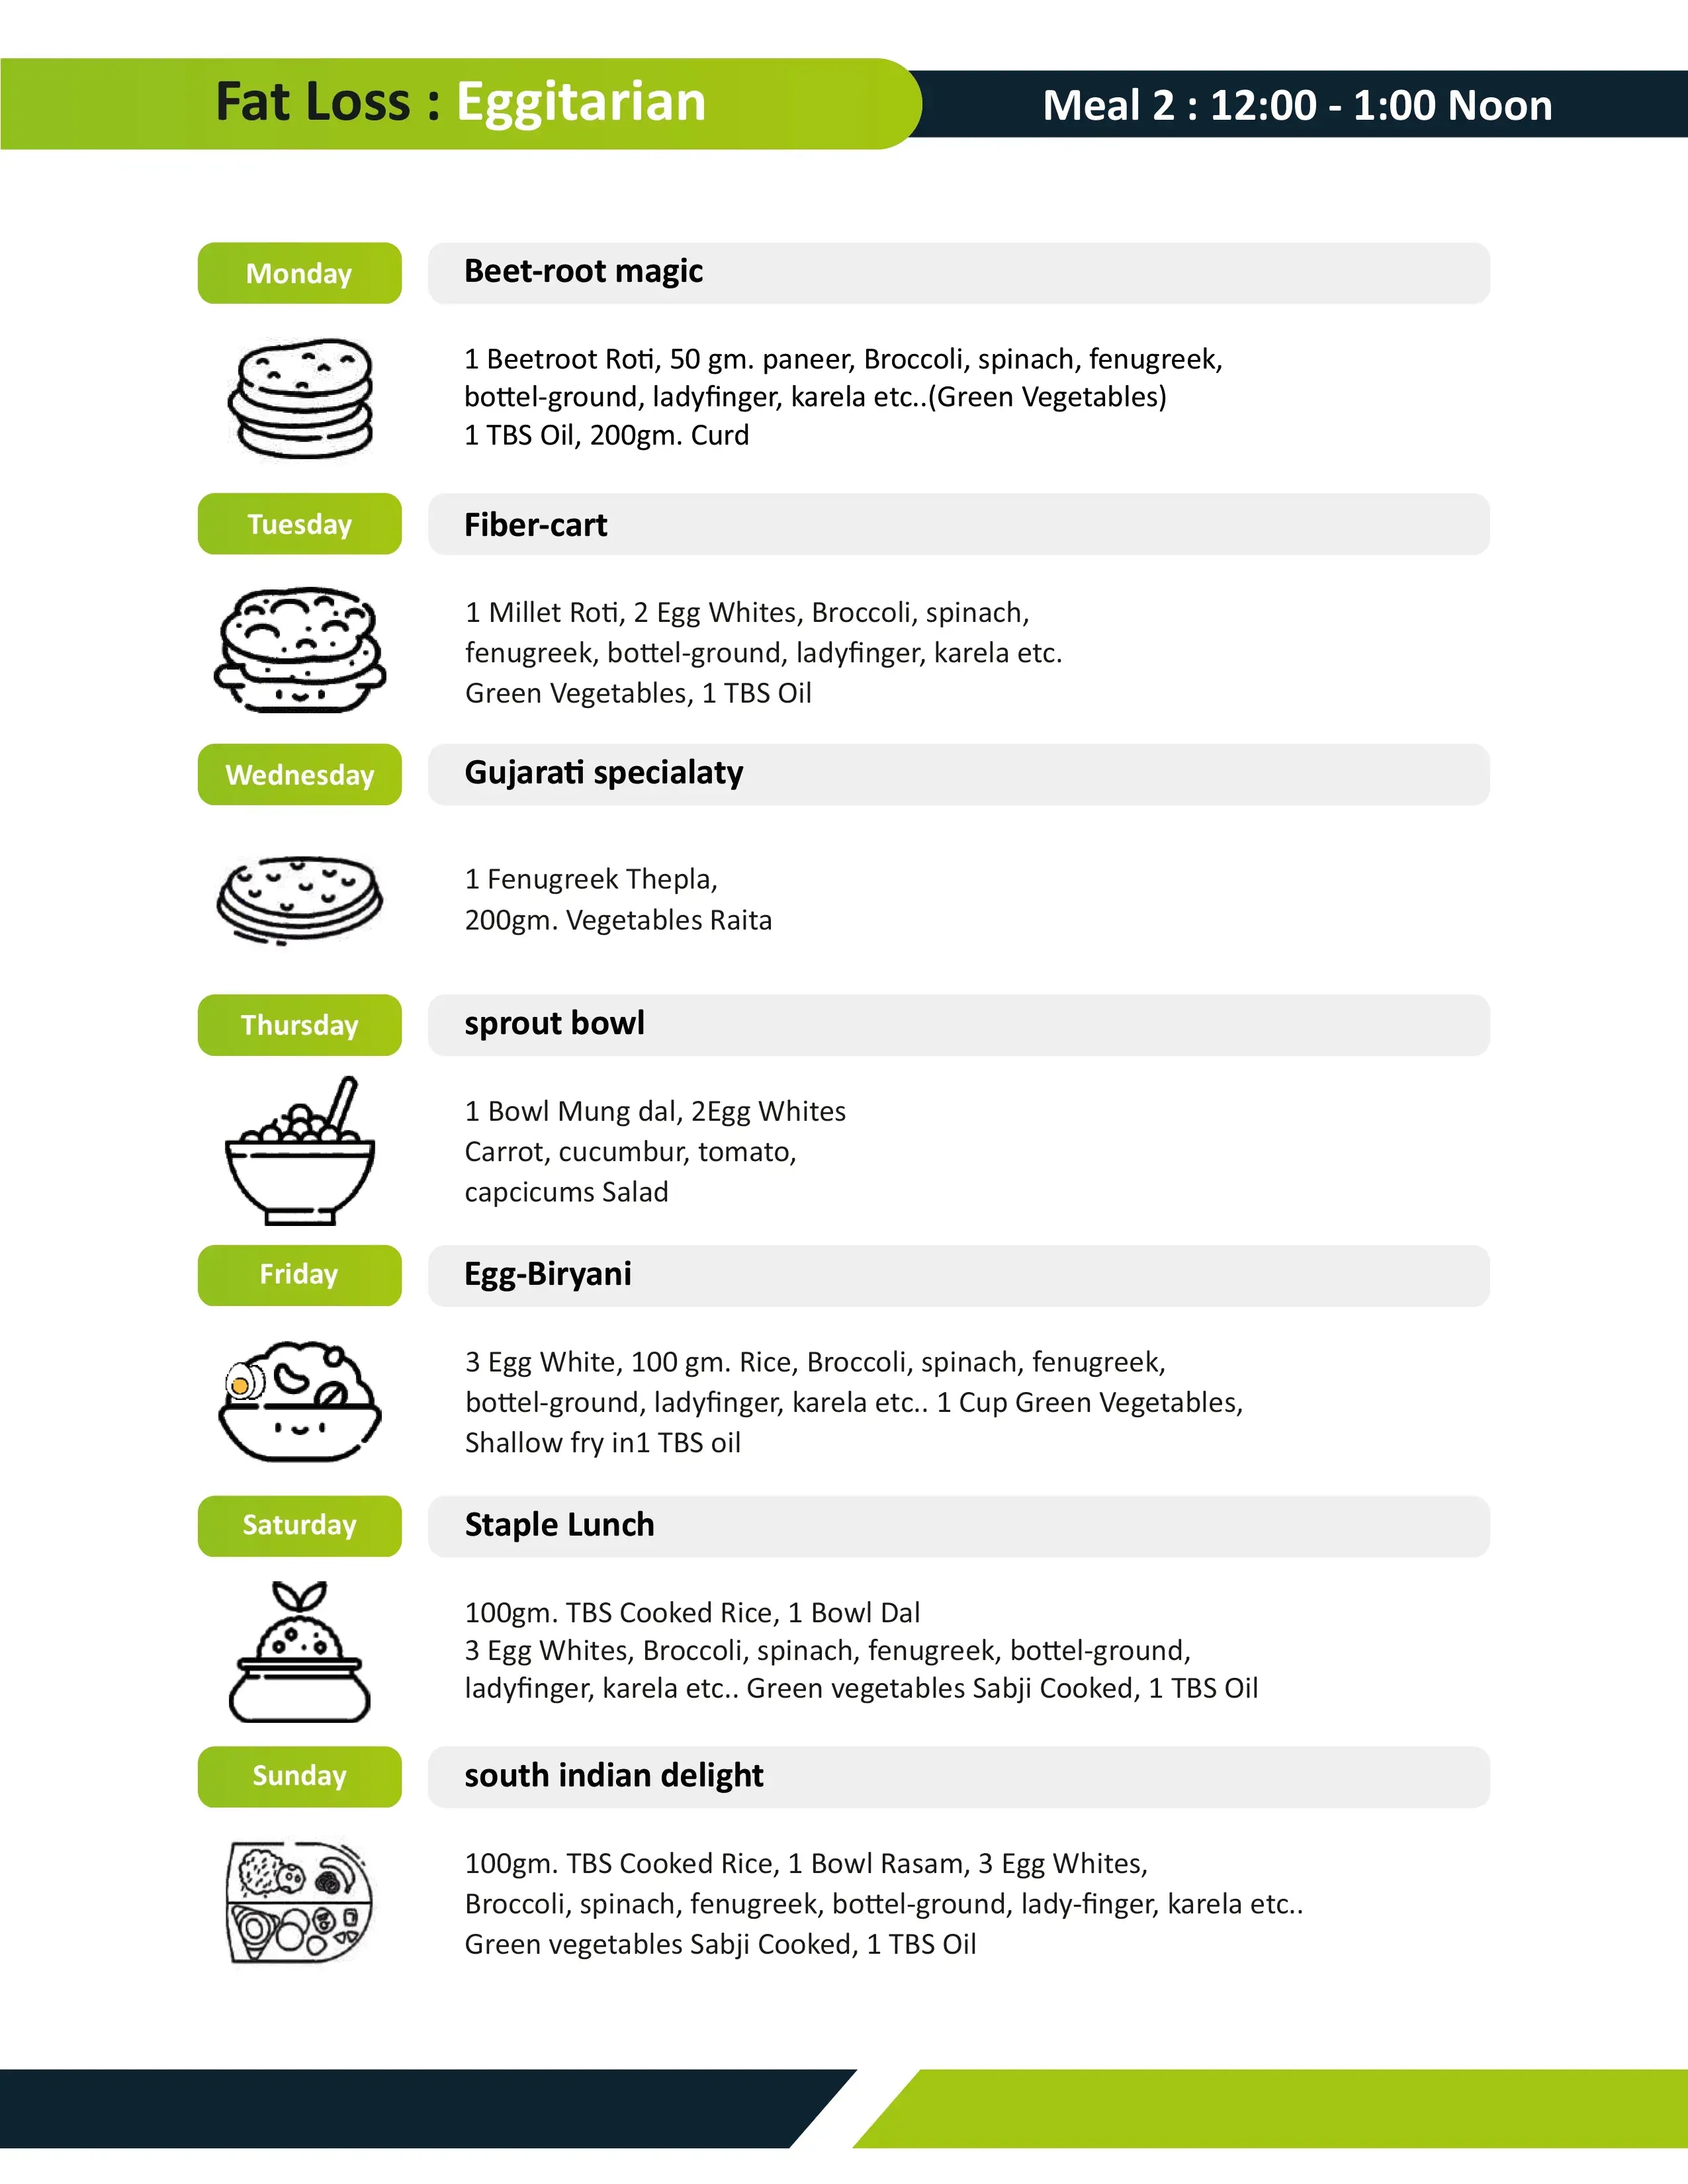 Fat Loss : Eggitarian
Meal 2 : 12:00 - 1:00 Noon
Monday
Beet-root magic
1 Beetroot Roti, 50 gm. paneer, Broccoli, spinach, fenugreek,
bottel-ground, ladyfinger, karela etc..(Green Vegetables)
1 TBS Oil, 200gm. Curd
Tuesday
Fiber-cart
1 Millet Roti, 2 Egg Whites, Broccoli, spinach,
fenugreek, bottel-ground, ladyfinger, karela etc.
Green Vegetables, 1 TBS Oil
Wednesday
Gujarati specialaty
1 Fenugreek Thepla,
200gm. Vegetables Raita
Thursday
sprout bowl
1 Bowl Mung dal, 2Egg Whites
Carrot, cucumbur, tomato,
capcicums Salad
Friday
Egg-Biryani
3 Egg White, 100 gm. Rice, Broccoli, spinach, fenugreek,
bottel-ground, ladyfinger, karela etc.. 1 Cup Green Vegetables,
Shallow fry in1 TBS oil
Saturday
Staple Lunch
100gm. TBS Cooked Rice, 1 Bowl Dal
3 Egg Whites, Broccoli, spinach, fenugreek, bottel-ground,
ladyfinger, karela etc.. Green vegetables Sabji Cooked, 1 TBS Oil
Sunday
south indian delight
100gm. TBS Cooked Rice, 1 Bowl Rasam, 3 Egg Whites,
Broccoli, spinach, fenugreek, bottel-ground, lady-finger, karela etc..
Green vegetables Sabji Cooked, 1 TBS Oil